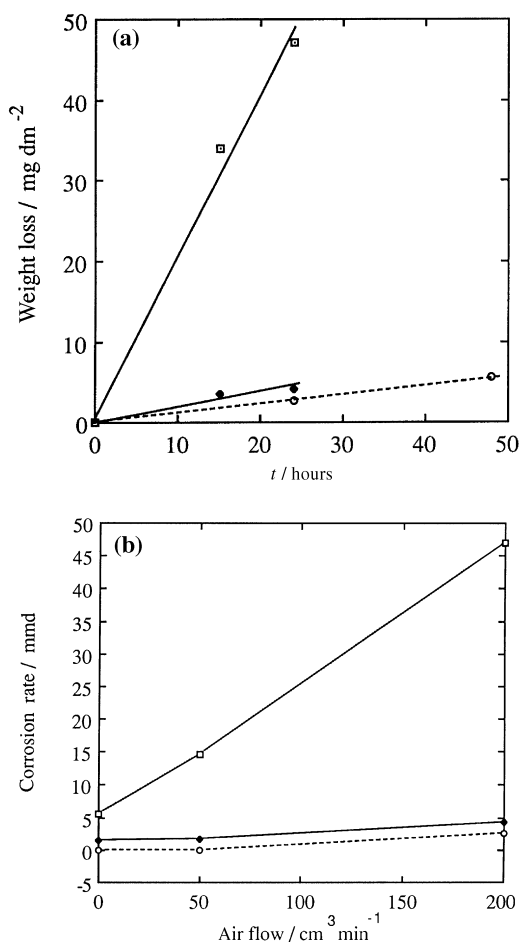 (a)
50
40
30
20
10
0
Weight loss / mg dm⁻²
0 10 20 30 40 50
t / hours
(b)
50
45
40
35
30
25
20
15
10
5
0
-5
Corrosion rate / mmd
0 50 100 150 200
Air flow / cm³ min⁻¹